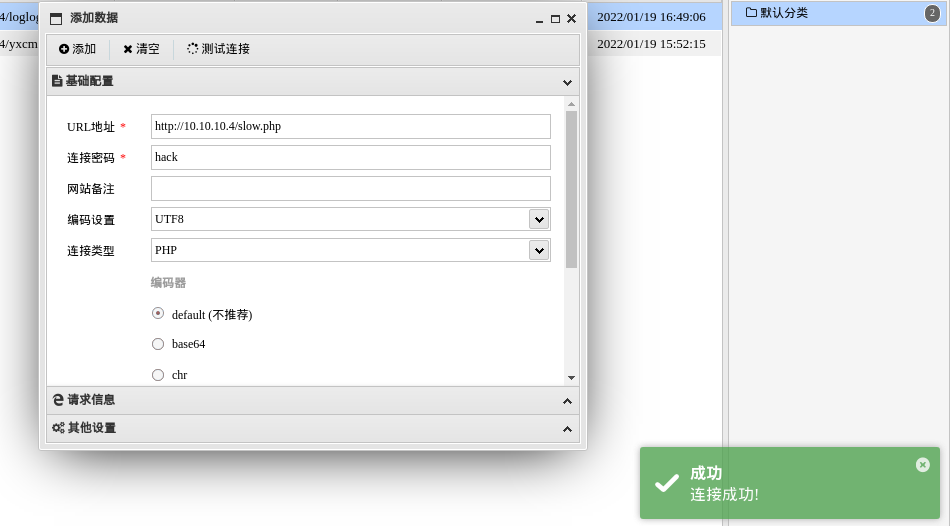 添加数据
添加
清空
测试连接
基础配置
URL地址 *
http://10.10.10.4/slow.php
连接密码 *
hack
网站备注
编码设置
UTF8
连接类型
PHP
编码器
default (不推荐)
base64
chr
请求信息
其他设置
4/loglog
2022/01/19 16:49:06
4/yxcm
2022/01/19 15:52:15
默认分类
2
成功
连接成功!